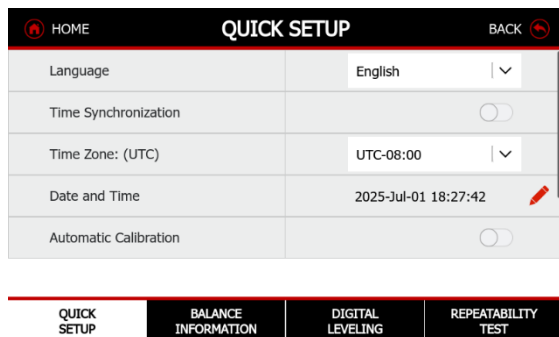 HOME QUICK SETUP BACK
Language English
Time Synchronization
Time Zone: (UTC) UTC-08:00
Date and Time 2025-Jul-01 18:27:42
Automatic Calibration
QUICK SETUP
BALANCE INFORMATION
DIGITAL LEVELING
REPEATABILITY TEST